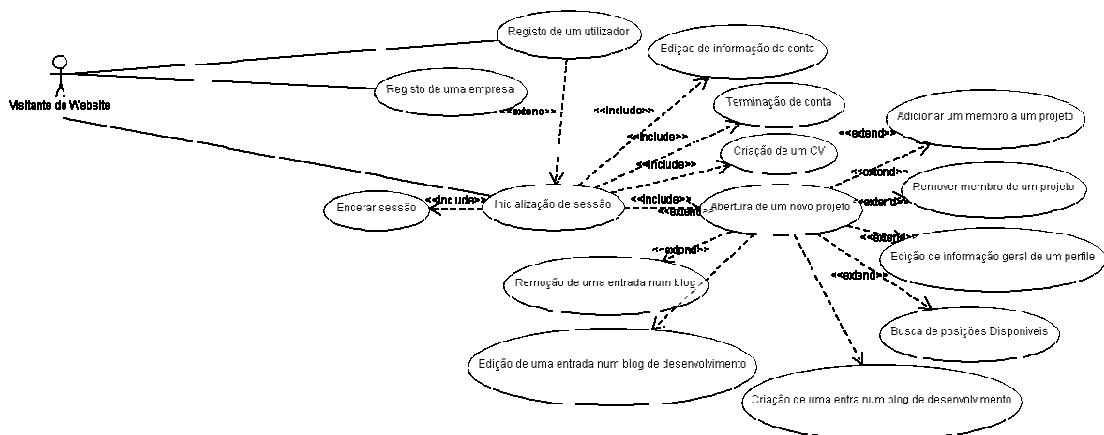 Registo de um utilizador
Edição de informação de conta
Visitante do Website
Registo de uma empresa
<<extend>>
<<include>>
Terminação de conta
<<include>>
Adicionar um membro a um projeto
<<extend>>
Criação de um CV
<<include>>
<<extend>>
Remover membro de um projeto
Encerar sessão
<<include>>
Inicialização de sessão
<<include>>
<<extend>>
Abertura de um novo projeto
<<extend>>
<<extend>>
Edição de informação geral de um perfile
<<extend>>
<<extend>>
Remoção de uma entrada num blog
Busca de posições Disponiveis
Edição de uma entrada num blog de desenvolvimento
Criação de uma entra num blog de desenvolvimento